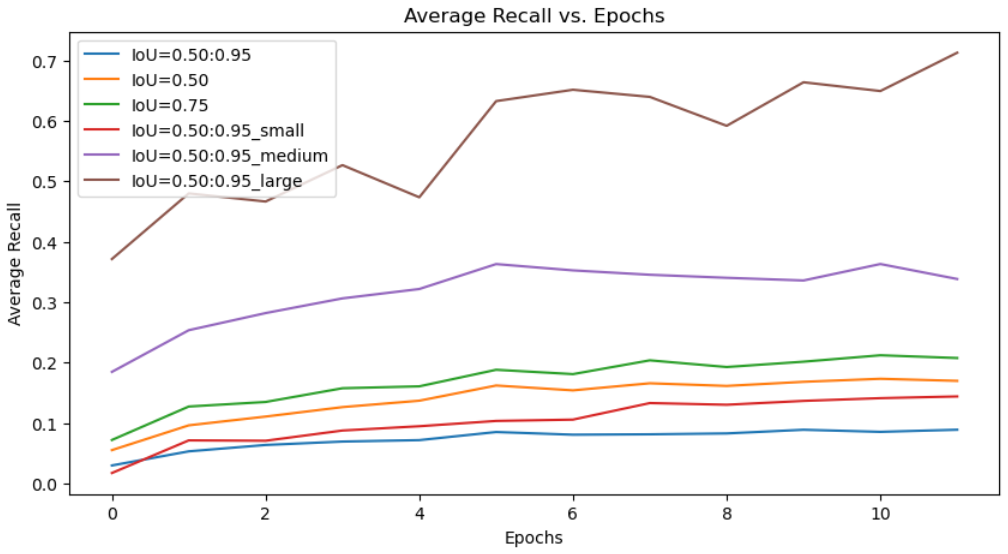 Average Recall vs. Epochs
IoU=0.50:0.95
IoU=0.50
IoU=0.75
IoU=0.50:0.95_small
IoU=0.50:0.95_medium
IoU=0.50:0.95_large
Average Recall
0.7
0.6
0.5
0.4
0.3
0.2
0.1
0.0
0 2 4 6 8 10
Epochs